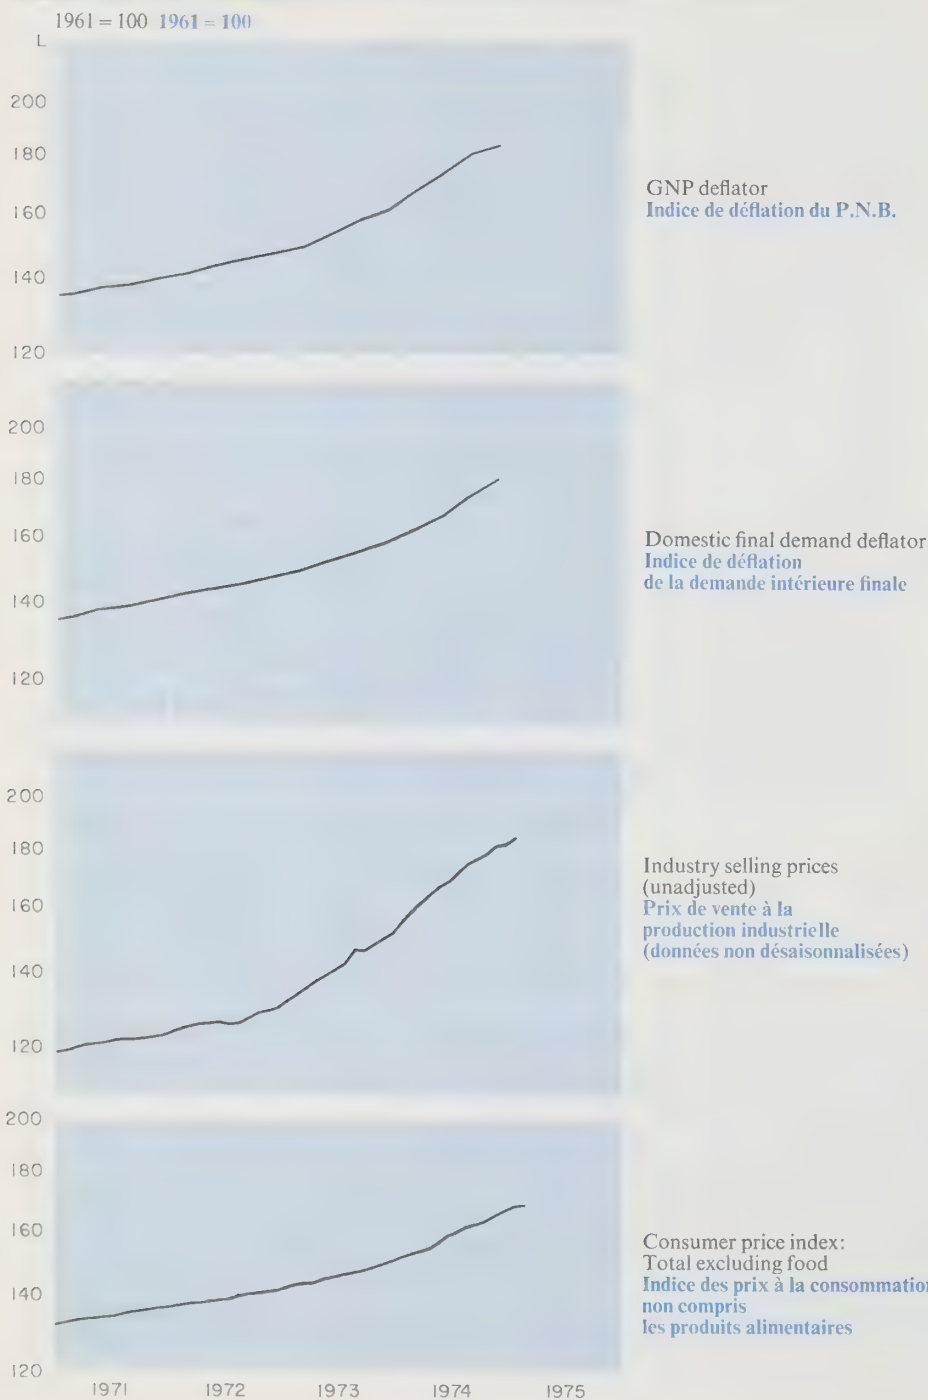 1961 = 100 1961 = 100
L
200
180
160
140
120
GNP deflator
Indice de déflation du P.N.B.
200
180
160
140
120
Domestic final demand deflator
Indice de déflation
de la demande intérieure finale
200
180
160
140
120
Industry selling prices
(unadjusted)
Prix de vente à la
production industrielle
(données non désaisonnalisées)
200
180
160
140
120
Consumer price index:
Total excluding food
Indice des prix à la consommation
non compris
les produits alimentaires
1971 1972 1973 1974 1975